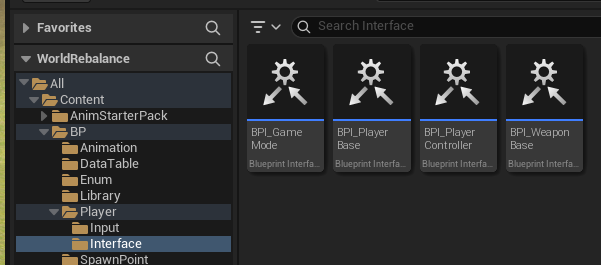 Favorites
WorldRebalance
All
Content
AnimStarterPack
BP
Animation
DataTable
Enum
Library
Player
Input
Interface
SpawnPoint
Search Interface
BPI_Game
Mode
Blueprint Interfa...
BPI_Player
Base
Blueprint Interfa...
BPI_Player
Controller
Blueprint Interfa...
BPI_Weapon
Base
Blueprint Interfa...